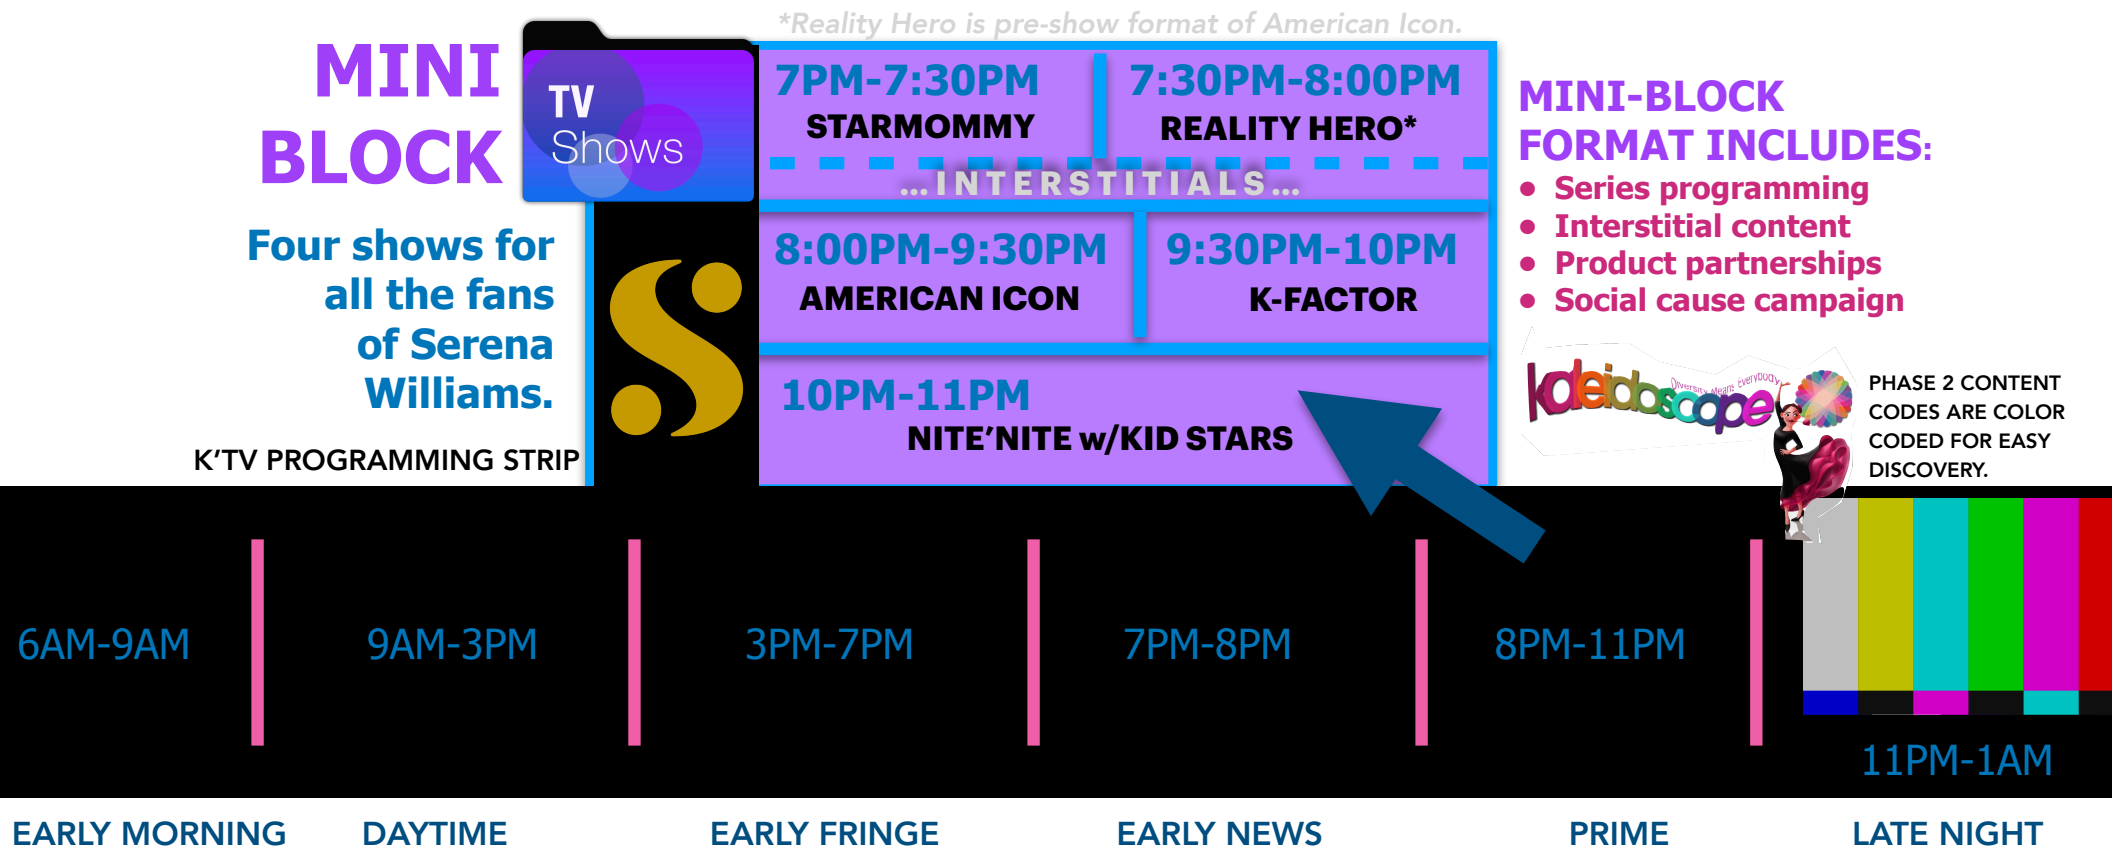 *Reality Hero is pre-show format of American Icon.
MINI
BLOCK
TV
Shows
7PM-7:30PM
STARMOMMY
7:30PM-8:00PM
REALITY HERO*
...INTERSTITIALS...
8:00PM-9:30PM
AMERICAN ICON
9:30PM-10PM
K-FACTOR
10PM-11PM
NITE'NITE w/KID STARS
Four shows for
all the fans
of Serena
Williams.
K'TV PROGRAMMING STRIP
S
MINI-BLOCK
FORMAT INCLUDES:
• Series programming
• Interstitial content
• Product partnerships
• Social cause campaign
Diversity Means Everybody
kaleidoscope
PHASE 2 CONTENT
CODES ARE COLOR
CODED FOR EASY
DISCOVERY.
6AM-9AM
9AM-3PM
3PM-7PM
7PM-8PM
8PM-11PM
11PM-1AM
EARLY MORNING
DAYTIME
EARLY FRINGE
EARLY NEWS
PRIME
LATE NIGHT